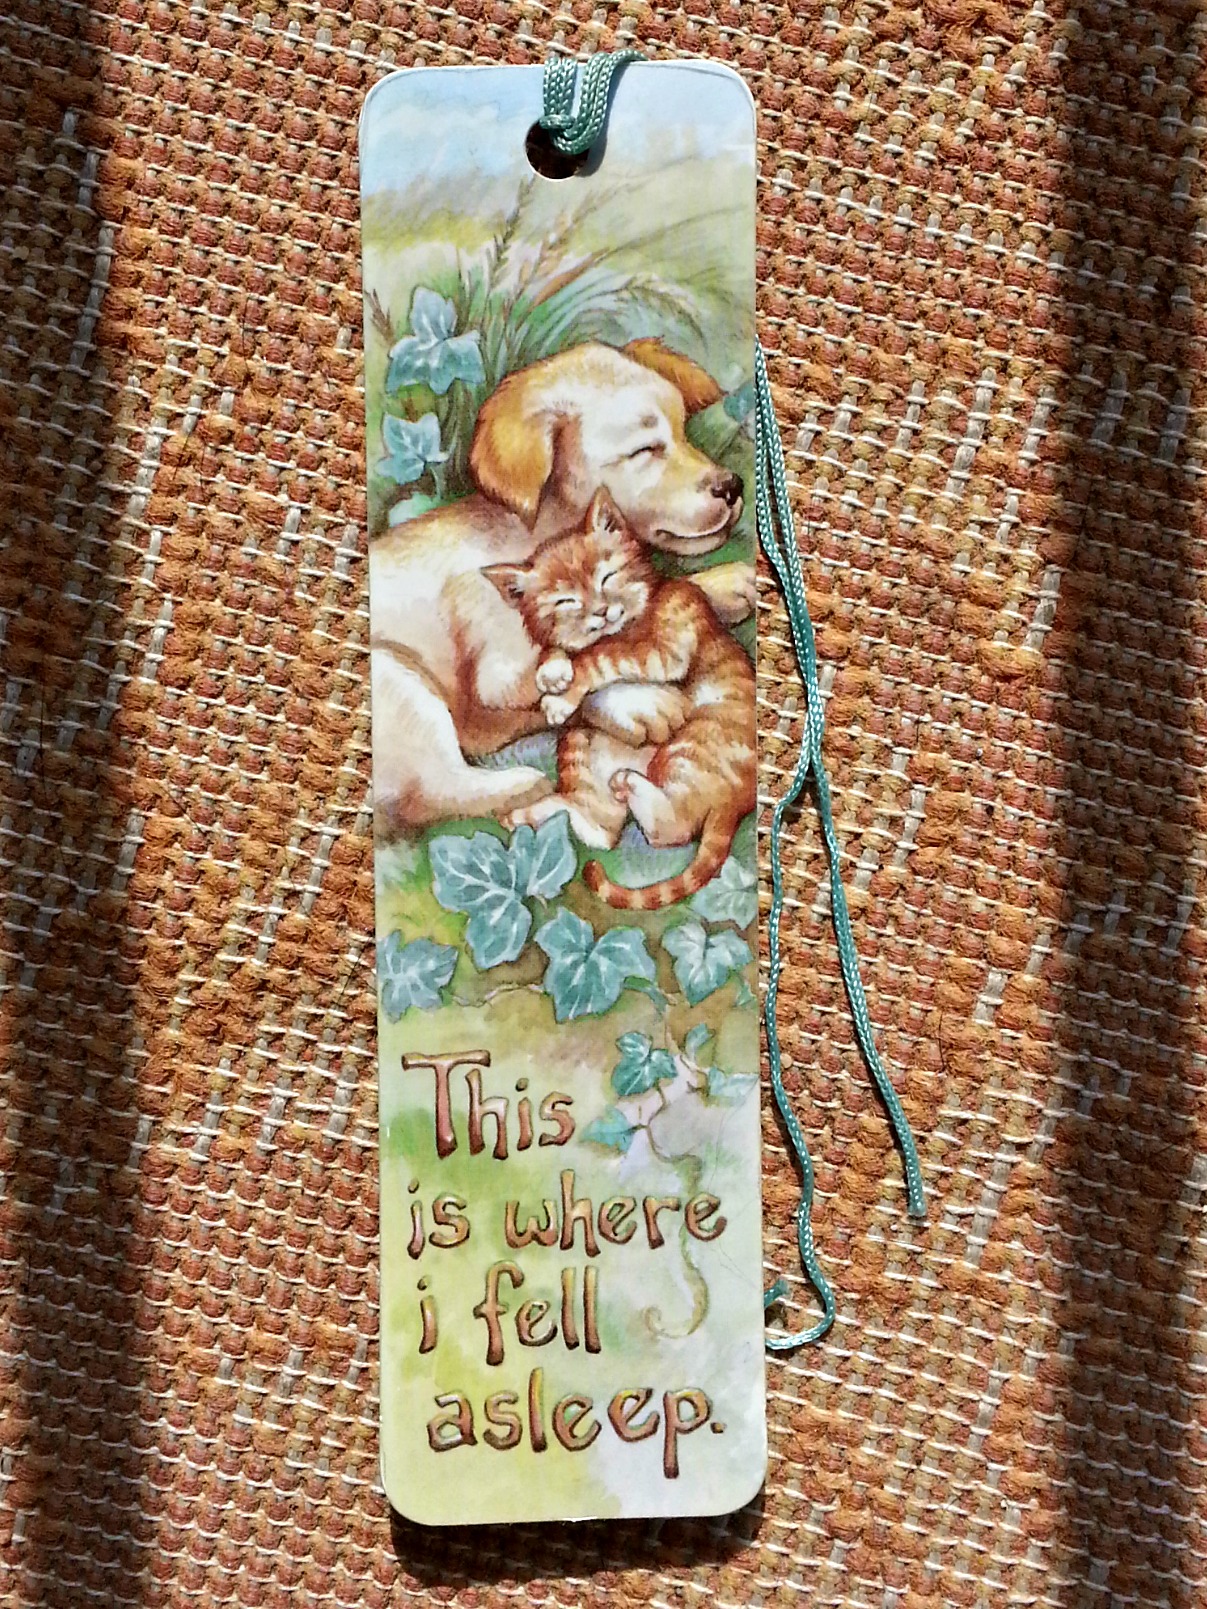 This
is where
i fell
asleep.